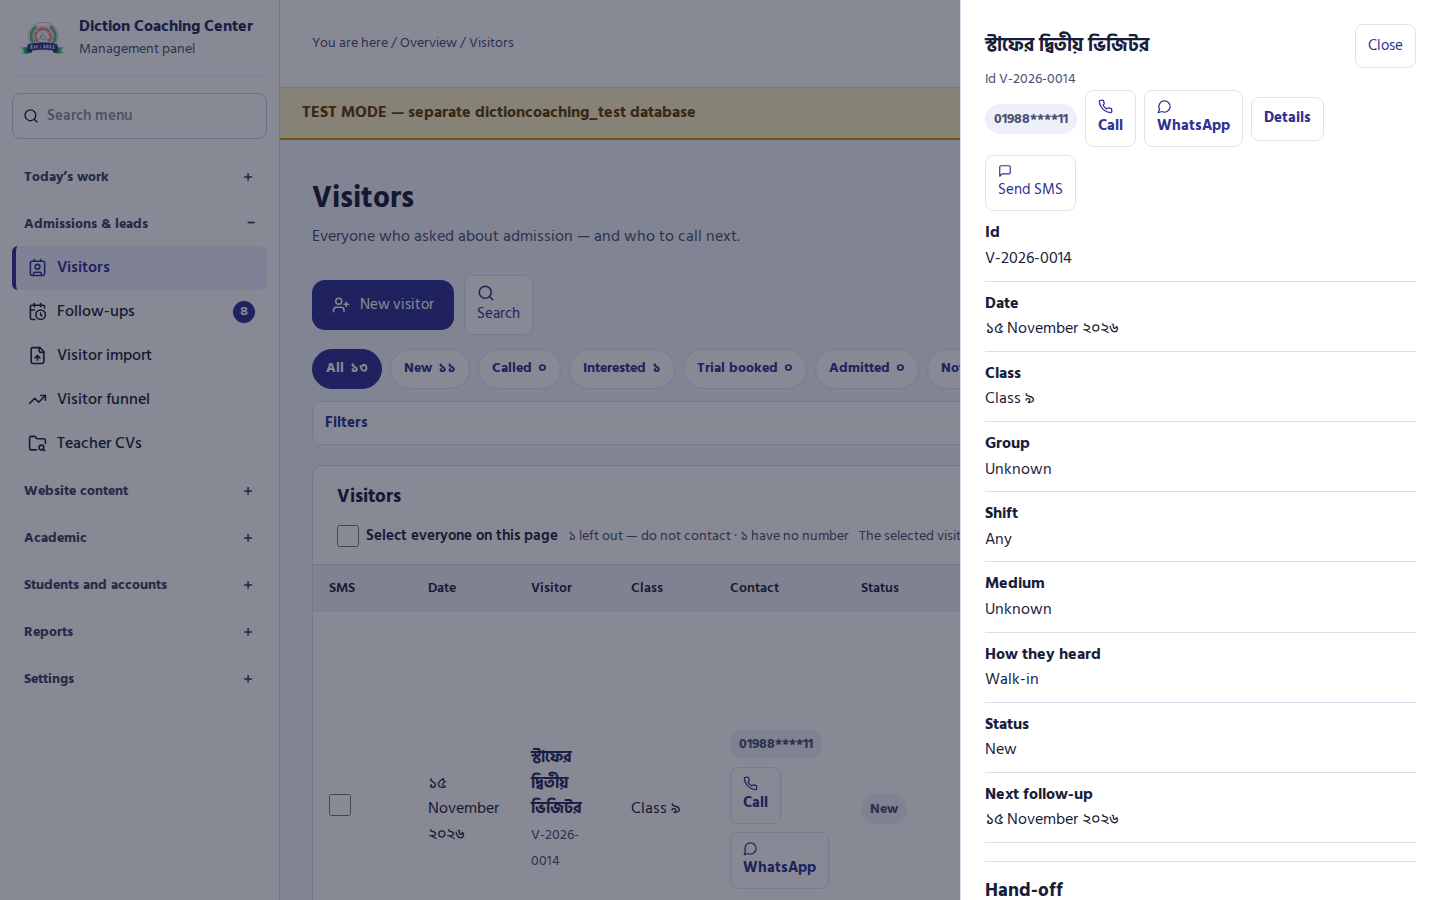 Diction Coaching Center
Management panel
Search menu
Today’s work +
Admissions & leads −
Visitors
Follow-ups 8
Visitor import
Visitor funnel
Teacher CVs
Website content +
Academic +
Students and accounts +
Reports +
Settings +
You are here / Overview / Visitors
TEST MODE — separate dictioncoaching_test database
Visitors
Everyone who asked about admission — and who to call next.
New visitor
Search
All ১৩ New ১১ Called ০ Interested ১ Trial booked ০ Admitted ০ No
Filters
Visitors
Select everyone on this page ১ left out — do not contact · ১ have no number The selected visit
SMS Date Visitor Class Contact Status
১৫
November
২০২৬
স্টাফের
দ্বিতীয়
ভিজিটর
V-2026-
0014
Class ৯
01988****11
Call
WhatsApp
New
স্টাফের দ্বিতীয় ভিজিটর
Close
Id V-2026-0014
01988****11
Call
WhatsApp
Details
Send SMS
Id
V-2026-0014
Date
১৫ November ২০২৬
Class
Class ৯
Group
Unknown
Shift
Any
Medium
Unknown
How they heard
Walk-in
Status
New
Next follow-up
১৫ November ২০২৬
Hand-off